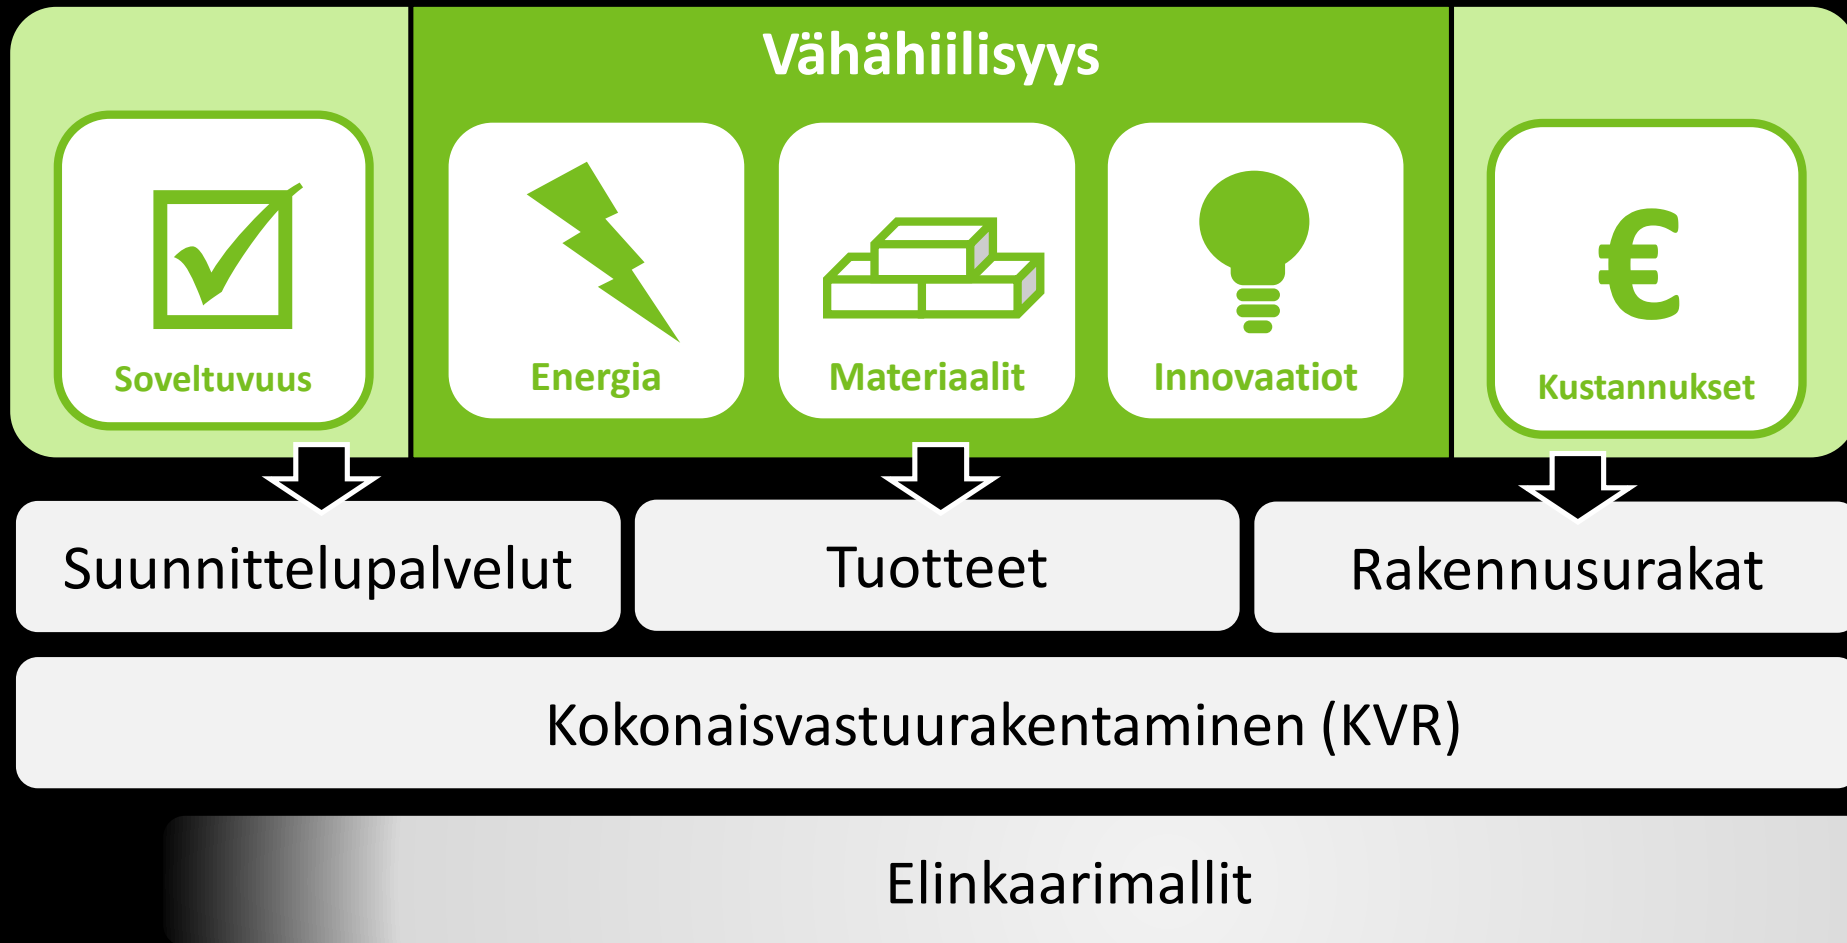 Vähähiilisyys
Soveltuvuus
Energia
Materiaalit
Innovaatiot
€
Kustannukset
Suunnittelupalvelut
Tuotteet
Rakennusurakat
Kokonaisvastuurakentaminen (KVR)
Elinkaarimallit